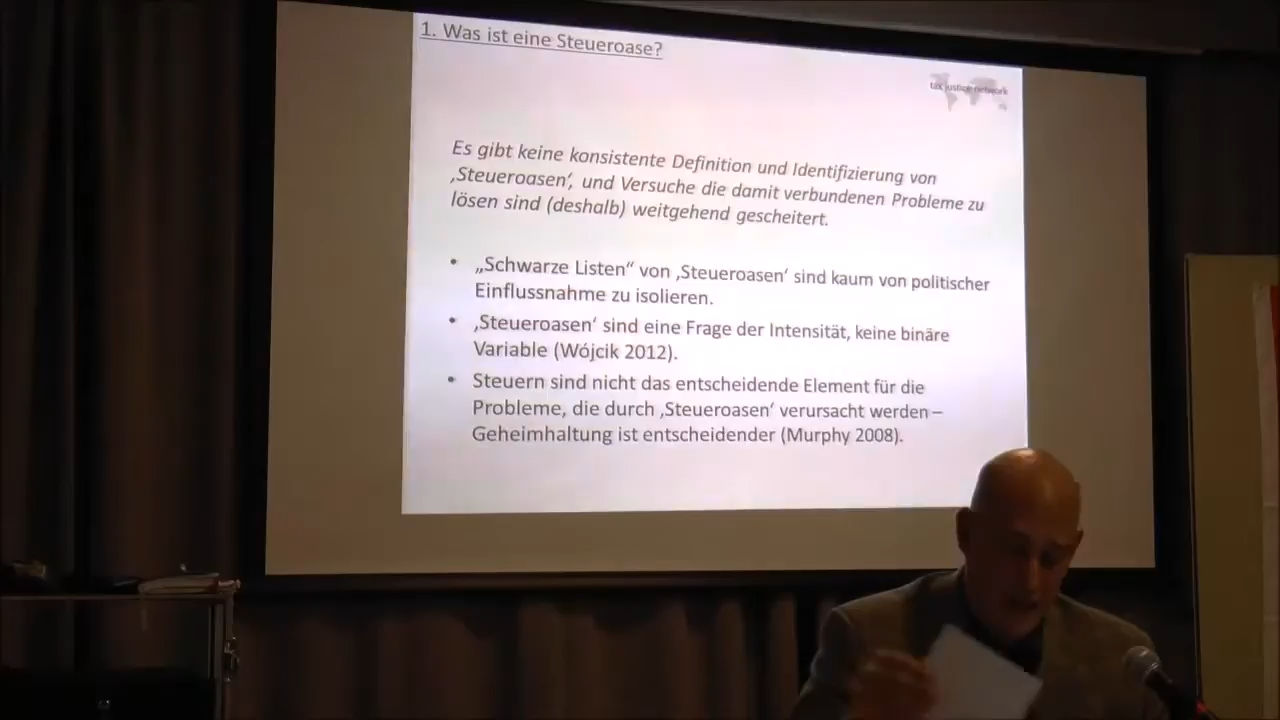 1. Was ist eine Steueroase?
tax justice network
Es gibt keine konsistente Definition und Identifizierung von
‚Steueroasen‘, und Versuche die damit verbundenen Probleme zu
lösen sind (deshalb) weitgehend gescheitert.
• „Schwarze Listen“ von ‚Steueroasen‘ sind kaum von politischer
Einflussnahme zu isolieren.
• ‚Steueroasen‘ sind eine Frage der Intensität, keine binäre
Variable (Wójcik 2012).
• Steuern sind nicht das entscheidende Element für die
Probleme, die durch ‚Steueroasen‘ verursacht werden –
Geheimhaltung ist entscheidender (Murphy 2008).